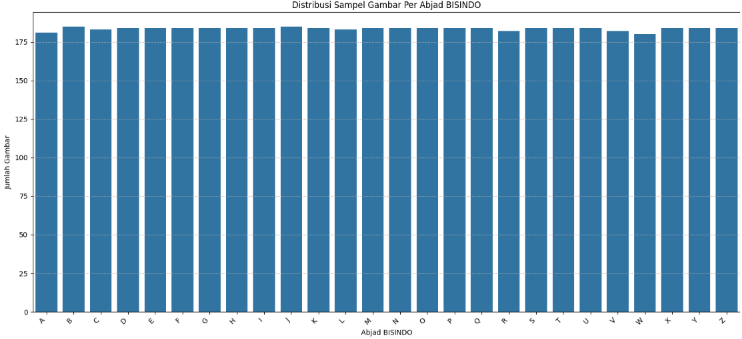 Distribusi Sampel Gambar Per Abjad BISINDO
Jumlah Gambar
175
150
125
100
75
50
25
0
A B C D E F G H I J K L M N O P Q R S T U V W X Y Z
Abjad BISINDO